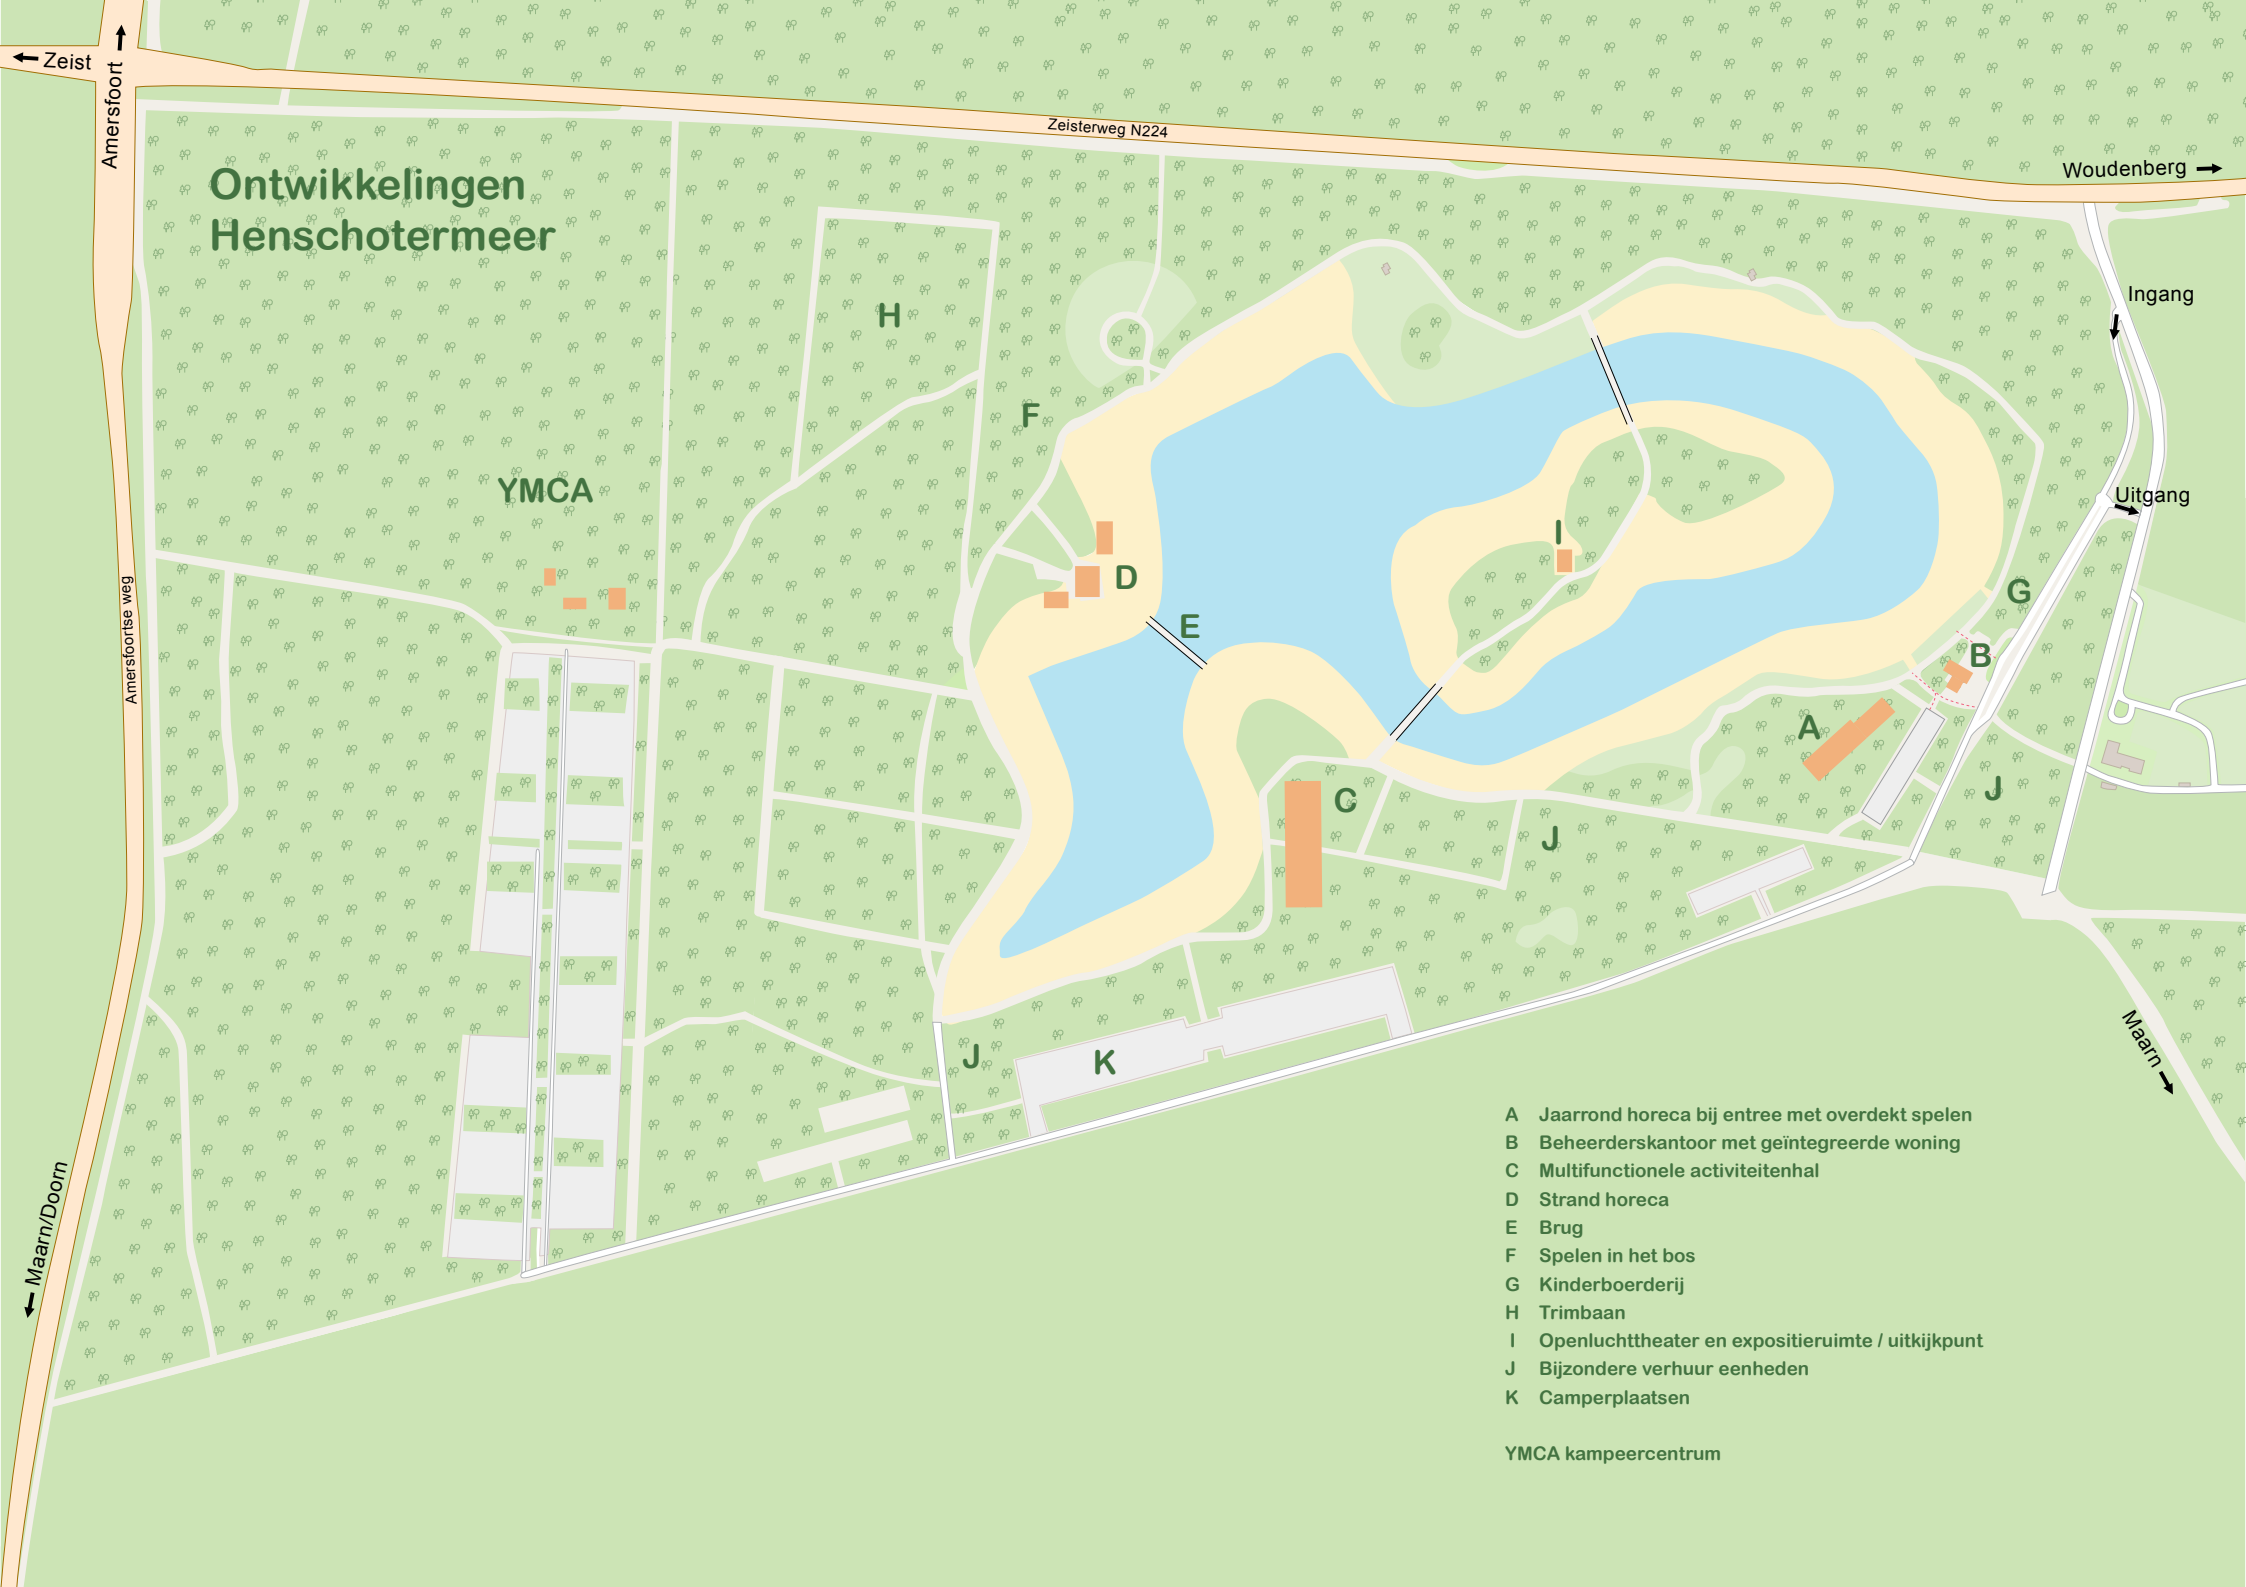 Zeist
Amersfoort
Zeisterweg N224
Woudenberg
Ontwikkelingen
Henschotermeer
Ingang
H
F
YMCA
Uitgang
I
D
G
E
Amersfoortse weg
B
A
C
J
J
Maarn
J
K
Maarn/Doorn
A Jaarrond horeca bij entree met overdekt spelen
B Beheerderskantoor met geïntegreerde woning
C Multifunctionele activiteitenhal
D Strand horeca
E Brug
F Spelen in het bos
G Kinderboerderij
H Trimbaan
I Openluchttheater en expositieruimte / uitkijkpunt
J Bijzondere verhuur eenheden
K Camperplaatsen
YMCA kampeercentrum